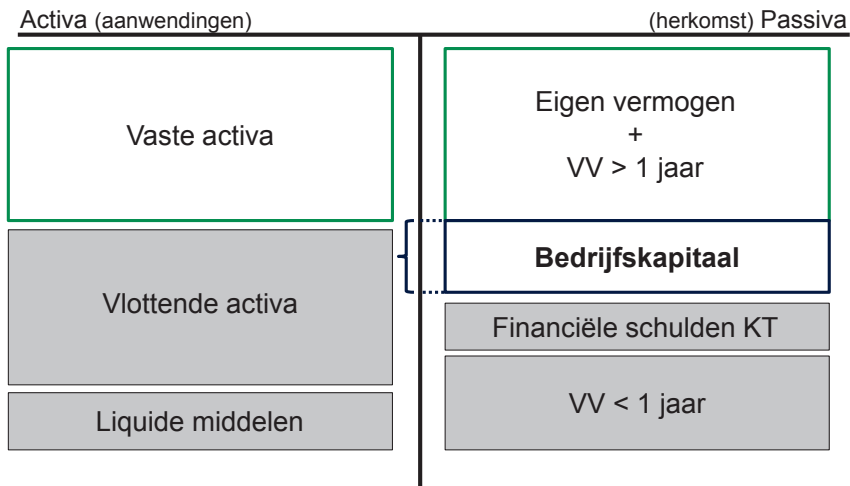 Activa (aanwendingen)
(herkomst) Passiva
Vaste activa
Eigen vermogen
+
VV > 1 jaar
Bedrijfskapitaal
Vlottende activa
Financiële schulden KT
VV < 1 jaar
Liquide middelen